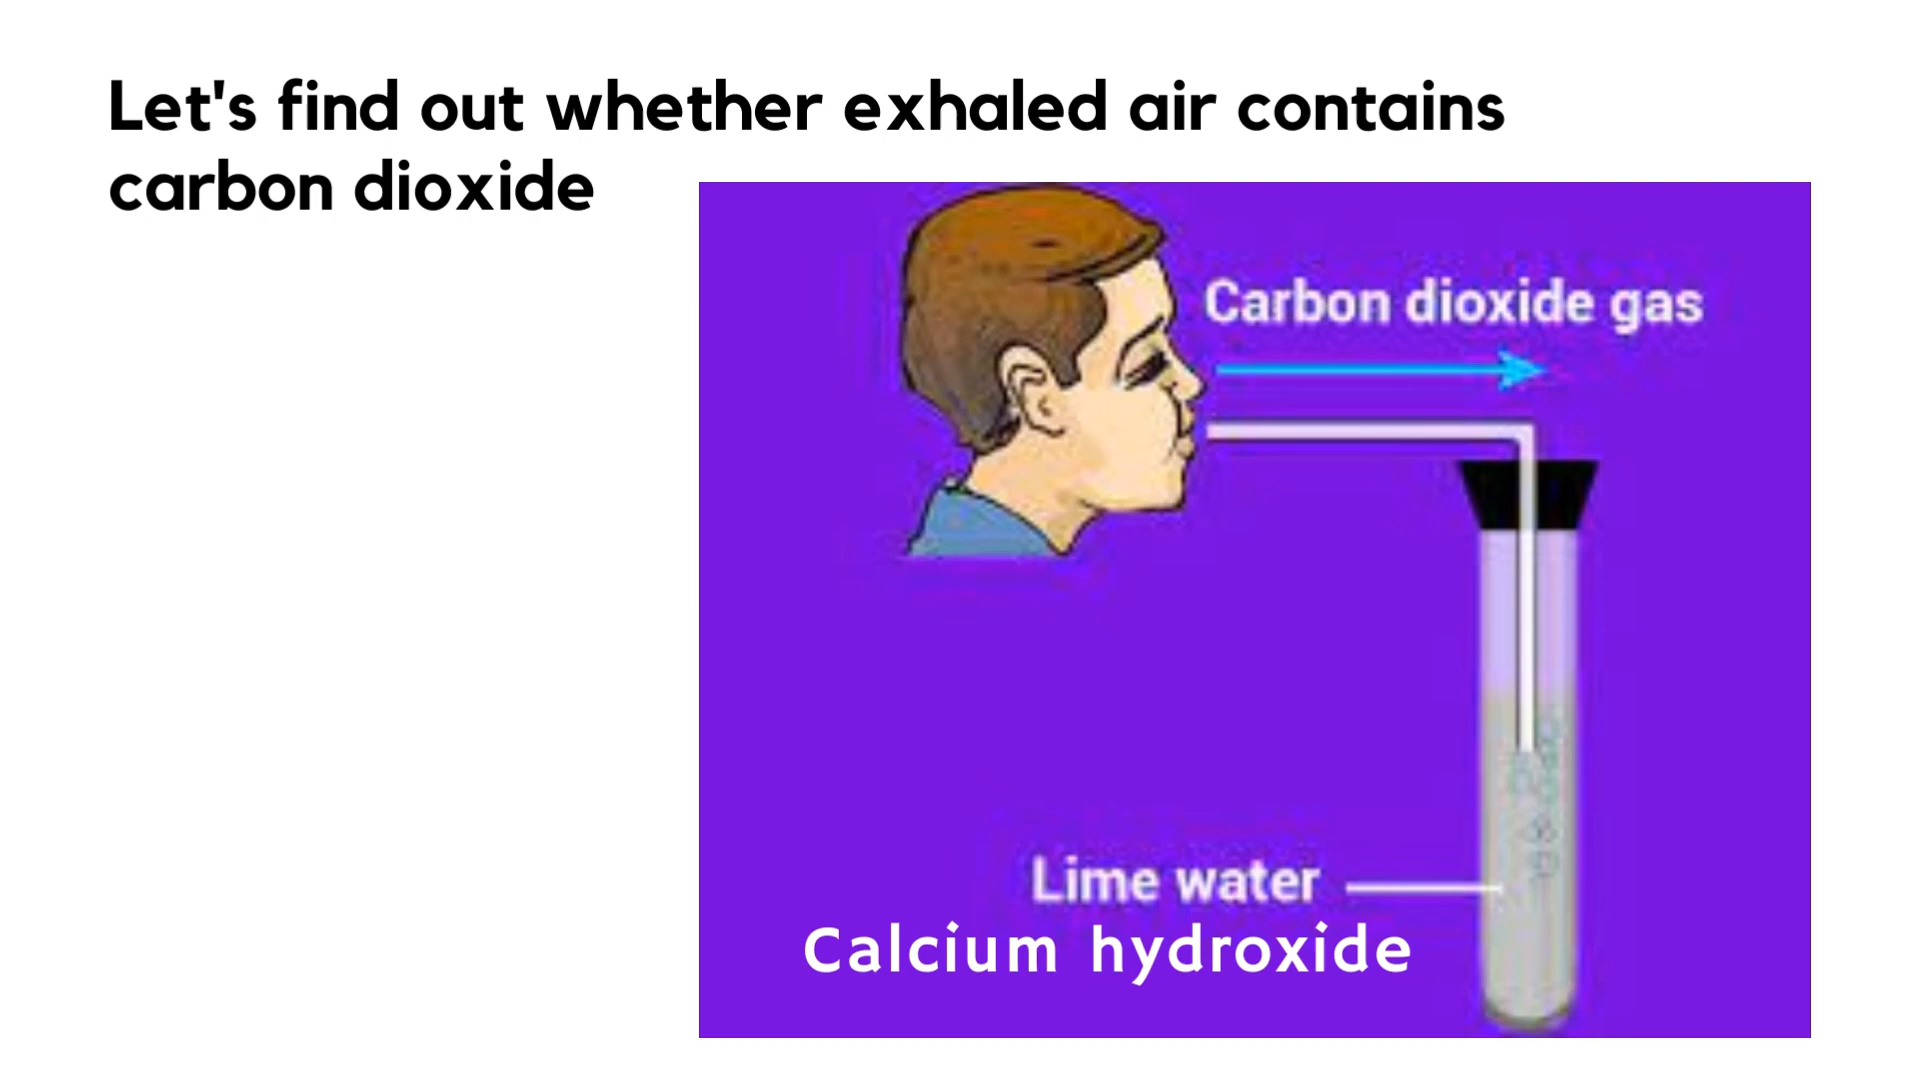 Let's find out whether exhaled air contains
carbon dioxide
Carbon dioxide gas
Lime water
Calcium hydroxide